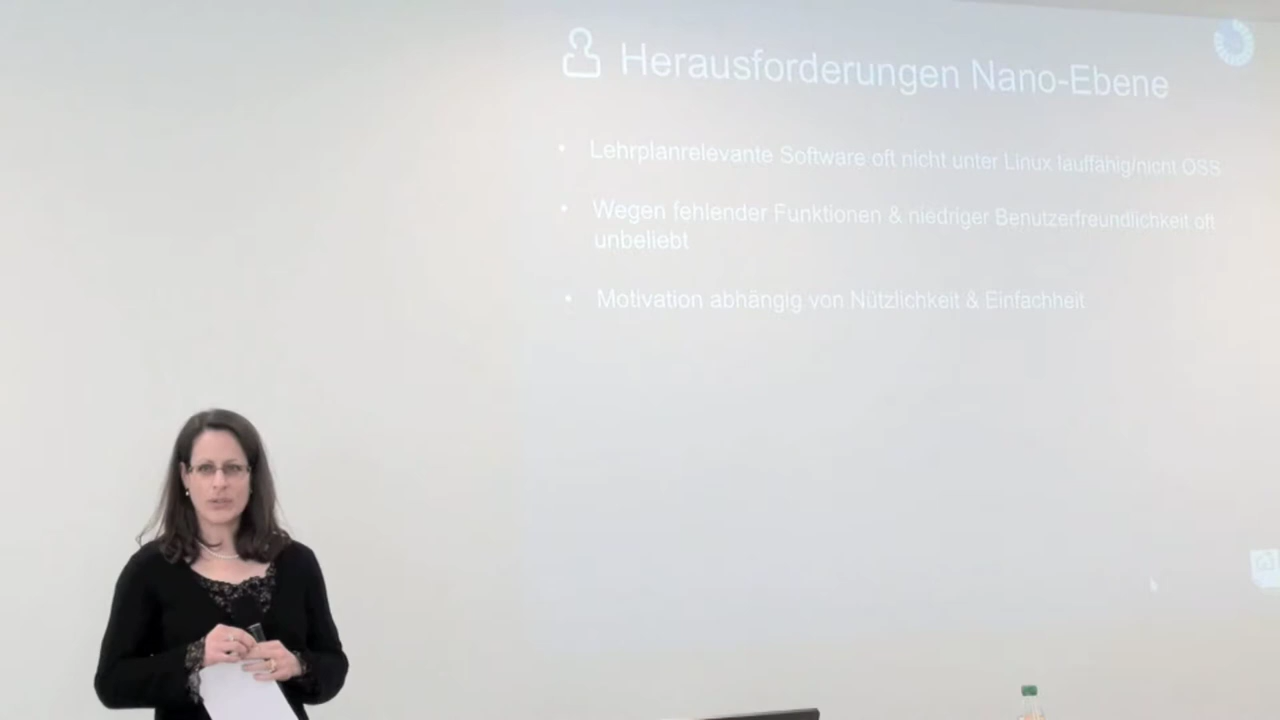 Herausforderungen Nano-Ebene
• Lehrplanrelevante Software oft nicht unter Linux lauffähig/nicht OSS
• Wegen fehlender Funktionen & niedriger Benutzerfreundlichkeit oft
unbeliebt
• Motivation abhängig von Nützlichkeit & Einfachheit